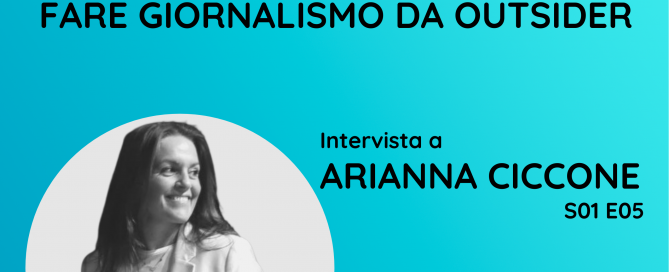 FARE GIORNALISMO DA OUTSIDER
Intervista a
ARIANNA CICCONE
S01 E05